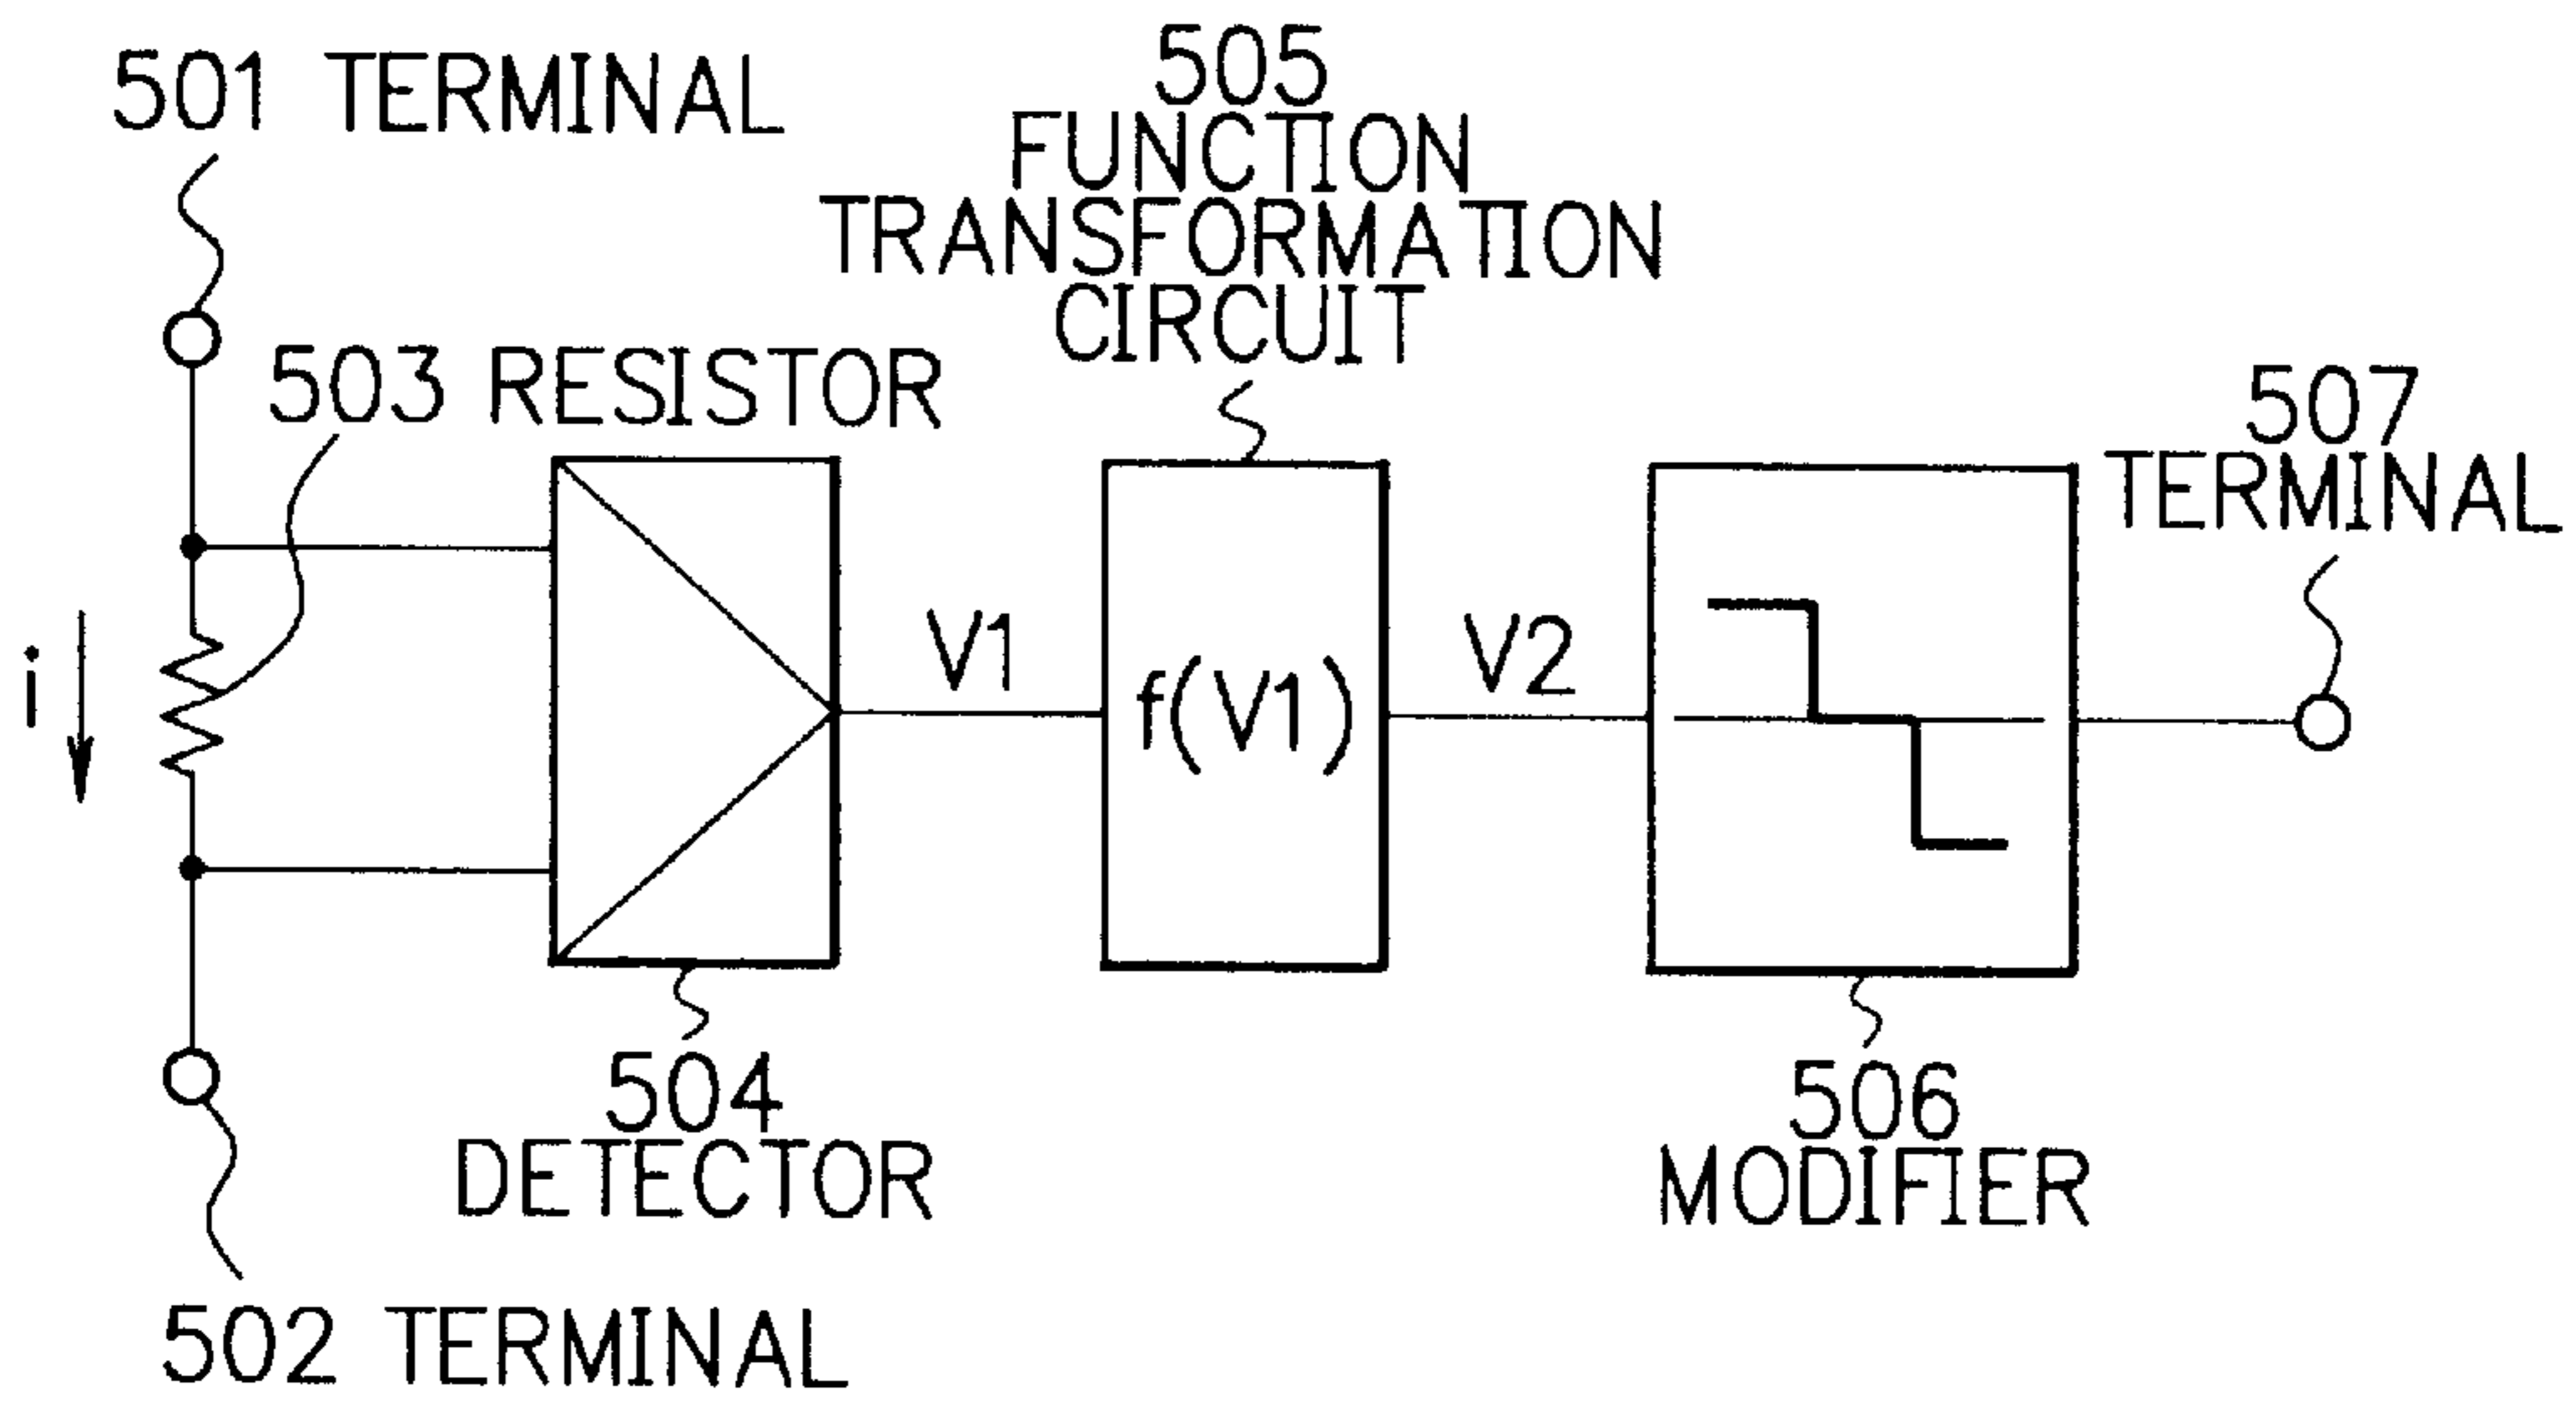 501 TERMINAL
505
FUNCTION
TRANSFORMATION
CIRCUIT
503 RESISTOR
507
TERMINAL
i
V1
f(V1)
V2
504
DETECTOR
506
MODIFIER
502 TERMINAL